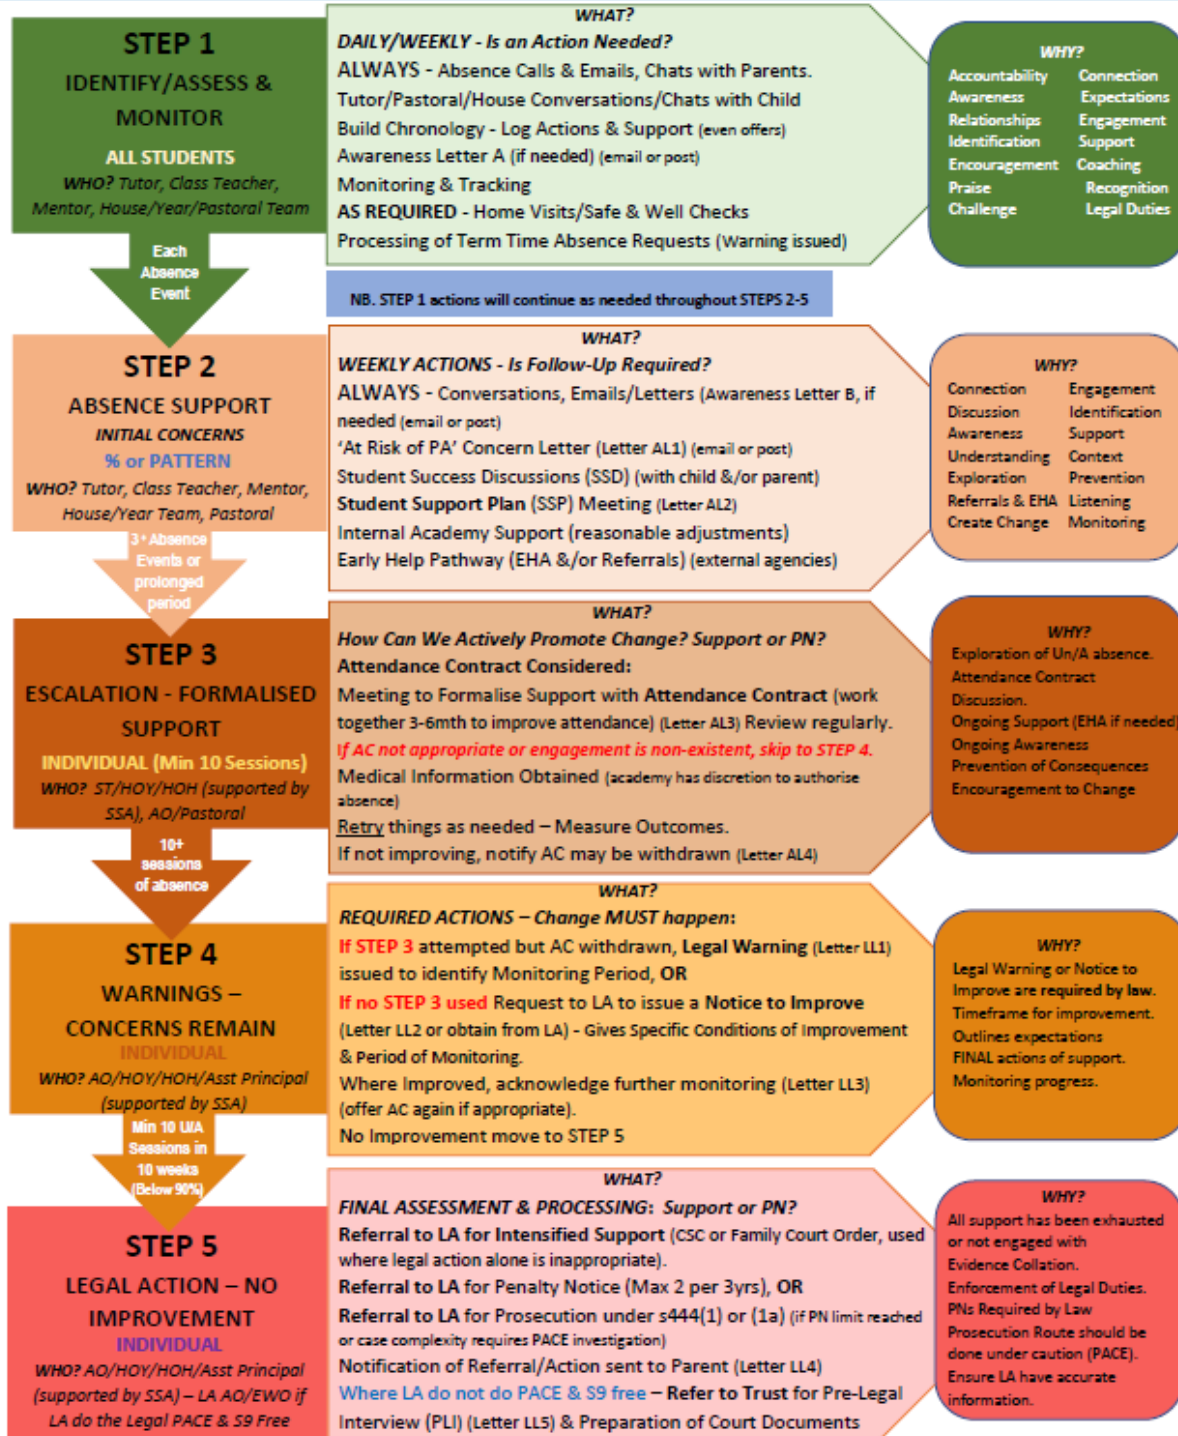 STEP 1
IDENTIFY/ASSESS &
MONITOR
ALL STUDENTS
WHO? Tutor, Class Teacher,
Mentor, House/Year/Pastoral Team
Each
Absence
Event
WHAT?
DAILY/WEEKLY - Is an Action Needed?
ALWAYS - Absence Calls & Emails, Chats with Parents.
Tutor/Pastoral/House Conversations/Chats with Child
Build Chronology - Log Actions & Support (even offers)
Awareness Letter A (if needed) (email or post)
Monitoring & Tracking
AS REQUIRED - Home Visits/Safe & Well Checks
Processing of Term Time Absence Requests (Warning issued)
WHY?
Accountability Connection
Awareness Expectations
Relationships Engagement
Identification Support
Encouragement Coaching
Praise Recognition
Challenge Legal Duties
NB. STEP 1 actions will continue as needed throughout STEPS 2-5
STEP 2
ABSENCE SUPPORT
INITIAL CONCERNS
% or PATTERN
WHO? Tutor, Class Teacher, Mentor,
House/Year Team, Pastoral
3+ Absence
Events or
prolonged
period
WHAT?
WEEKLY ACTIONS - Is Follow-Up Required?
ALWAYS - Conversations, Emails/Letters (Awareness Letter B, if
needed (email or post)
‘At Risk of PA’ Concern Letter (Letter AL1) (email or post)
Student Success Discussions (SSD) (with child &/or parent)
Student Support Plan (SSP) Meeting (Letter AL2)
Internal Academy Support (reasonable adjustments)
Early Help Pathway (EHA &/or Referrals) (external agencies)
WHY?
Connection Engagement
Discussion Identification
Awareness Support
Understanding Context
Exploration Prevention
Referrals & EHA Listening
Create Change Monitoring
STEP 3
ESCALATION - FORMALISED
SUPPORT
INDIVIDUAL (Min 10 Sessions)
WHO? ST/HOY/HOH (supported by
SSA), AO/Pastoral
10+
sessions
of absence
WHAT?
How Can We Actively Promote Change? Support or PN?
Attendance Contract Considered:
Meeting to Formalise Support with Attendance Contract (work
together 3-6mth to improve attendance) (Letter AL3) Review regularly.
If AC not appropriate or engagement is non-existent, skip to STEP 4.
Medical Information Obtained (academy has discretion to authorise
absence)
Retry things as needed – Measure Outcomes.
If not improving, notify AC may be withdrawn (Letter AL4)
WHY?
Exploration of Un/A absence.
Attendance Contract
Discussion.
Ongoing Support (EHA if needed)
Ongoing Awareness
Prevention of Consequences
Encouragement to Change
STEP 4
WARNINGS –
CONCERNS REMAIN
INDIVIDUAL
WHO? AO/HOY/HOH/Asst Principal
(supported by SSA)
Min 10 U/A
Sessions in
10 weeks
(Below 90%)
WHAT?
REQUIRED ACTIONS – Change MUST happen:
If STEP 3 attempted but AC withdrawn, Legal Warning (Letter LL1)
issued to identify Monitoring Period, OR
If no STEP 3 used Request to LA to issue a Notice to Improve
(Letter LL2 or obtain from LA) - Gives Specific Conditions of Improvement
& Period of Monitoring.
Where Improved, acknowledge further monitoring (Letter LL3)
(offer AC again if appropriate).
No Improvement move to STEP 5
WHY?
Legal Warning or Notice to
Improve are required by law.
Timeframe for improvement.
Outlines expectations
FINAL actions of support.
Monitoring progress.
STEP 5
LEGAL ACTION – NO
IMPROVEMENT
INDIVIDUAL
WHO? AO/HOY/HOH/Asst Principal
(supported by SSA) – LA AO/EWO if
LA do the Legal PACE & S9 Free
WHAT?
FINAL ASSESSMENT & PROCESSING: Support or PN?
Referral to LA for Intensified Support (CSC or Family Court Order, used
where legal action alone is inappropriate).
Referral to LA for Penalty Notice (Max 2 per 3yrs), OR
Referral to LA for Prosecution under s444(1) or (1a) (if PN limit reached
or case complexity requires PACE investigation)
Notification of Referral/Action sent to Parent (Letter LL4)
Where LA do not do PACE & S9 free – Refer to Trust for Pre-Legal
Interview (PLI) (Letter LL5) & Preparation of Court Documents
WHY?
All support has been exhausted
or not engaged with
Evidence Collation.
Enforcement of Legal Duties.
PNs Required by Law
Prosecution Route should be
done under caution (PACE).
Ensure LA have accurate
information.